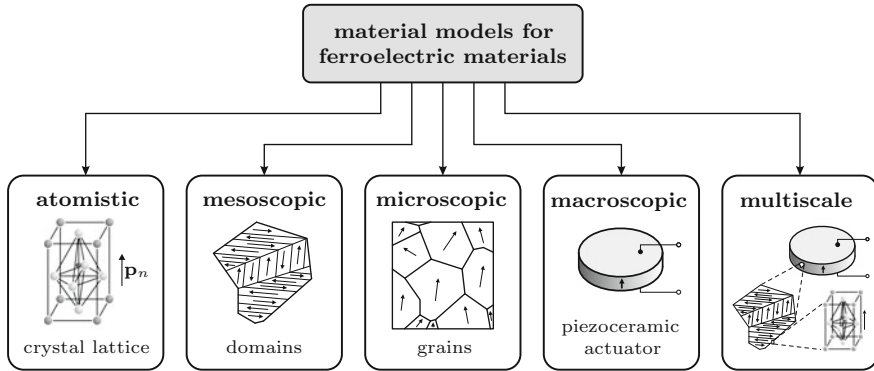 material models for
ferroelectric materials
atomistic
p_n
crystal lattice
mesoscopic
domains
microscopic
grains
macroscopic
piezoceramic
actuator
multiscale